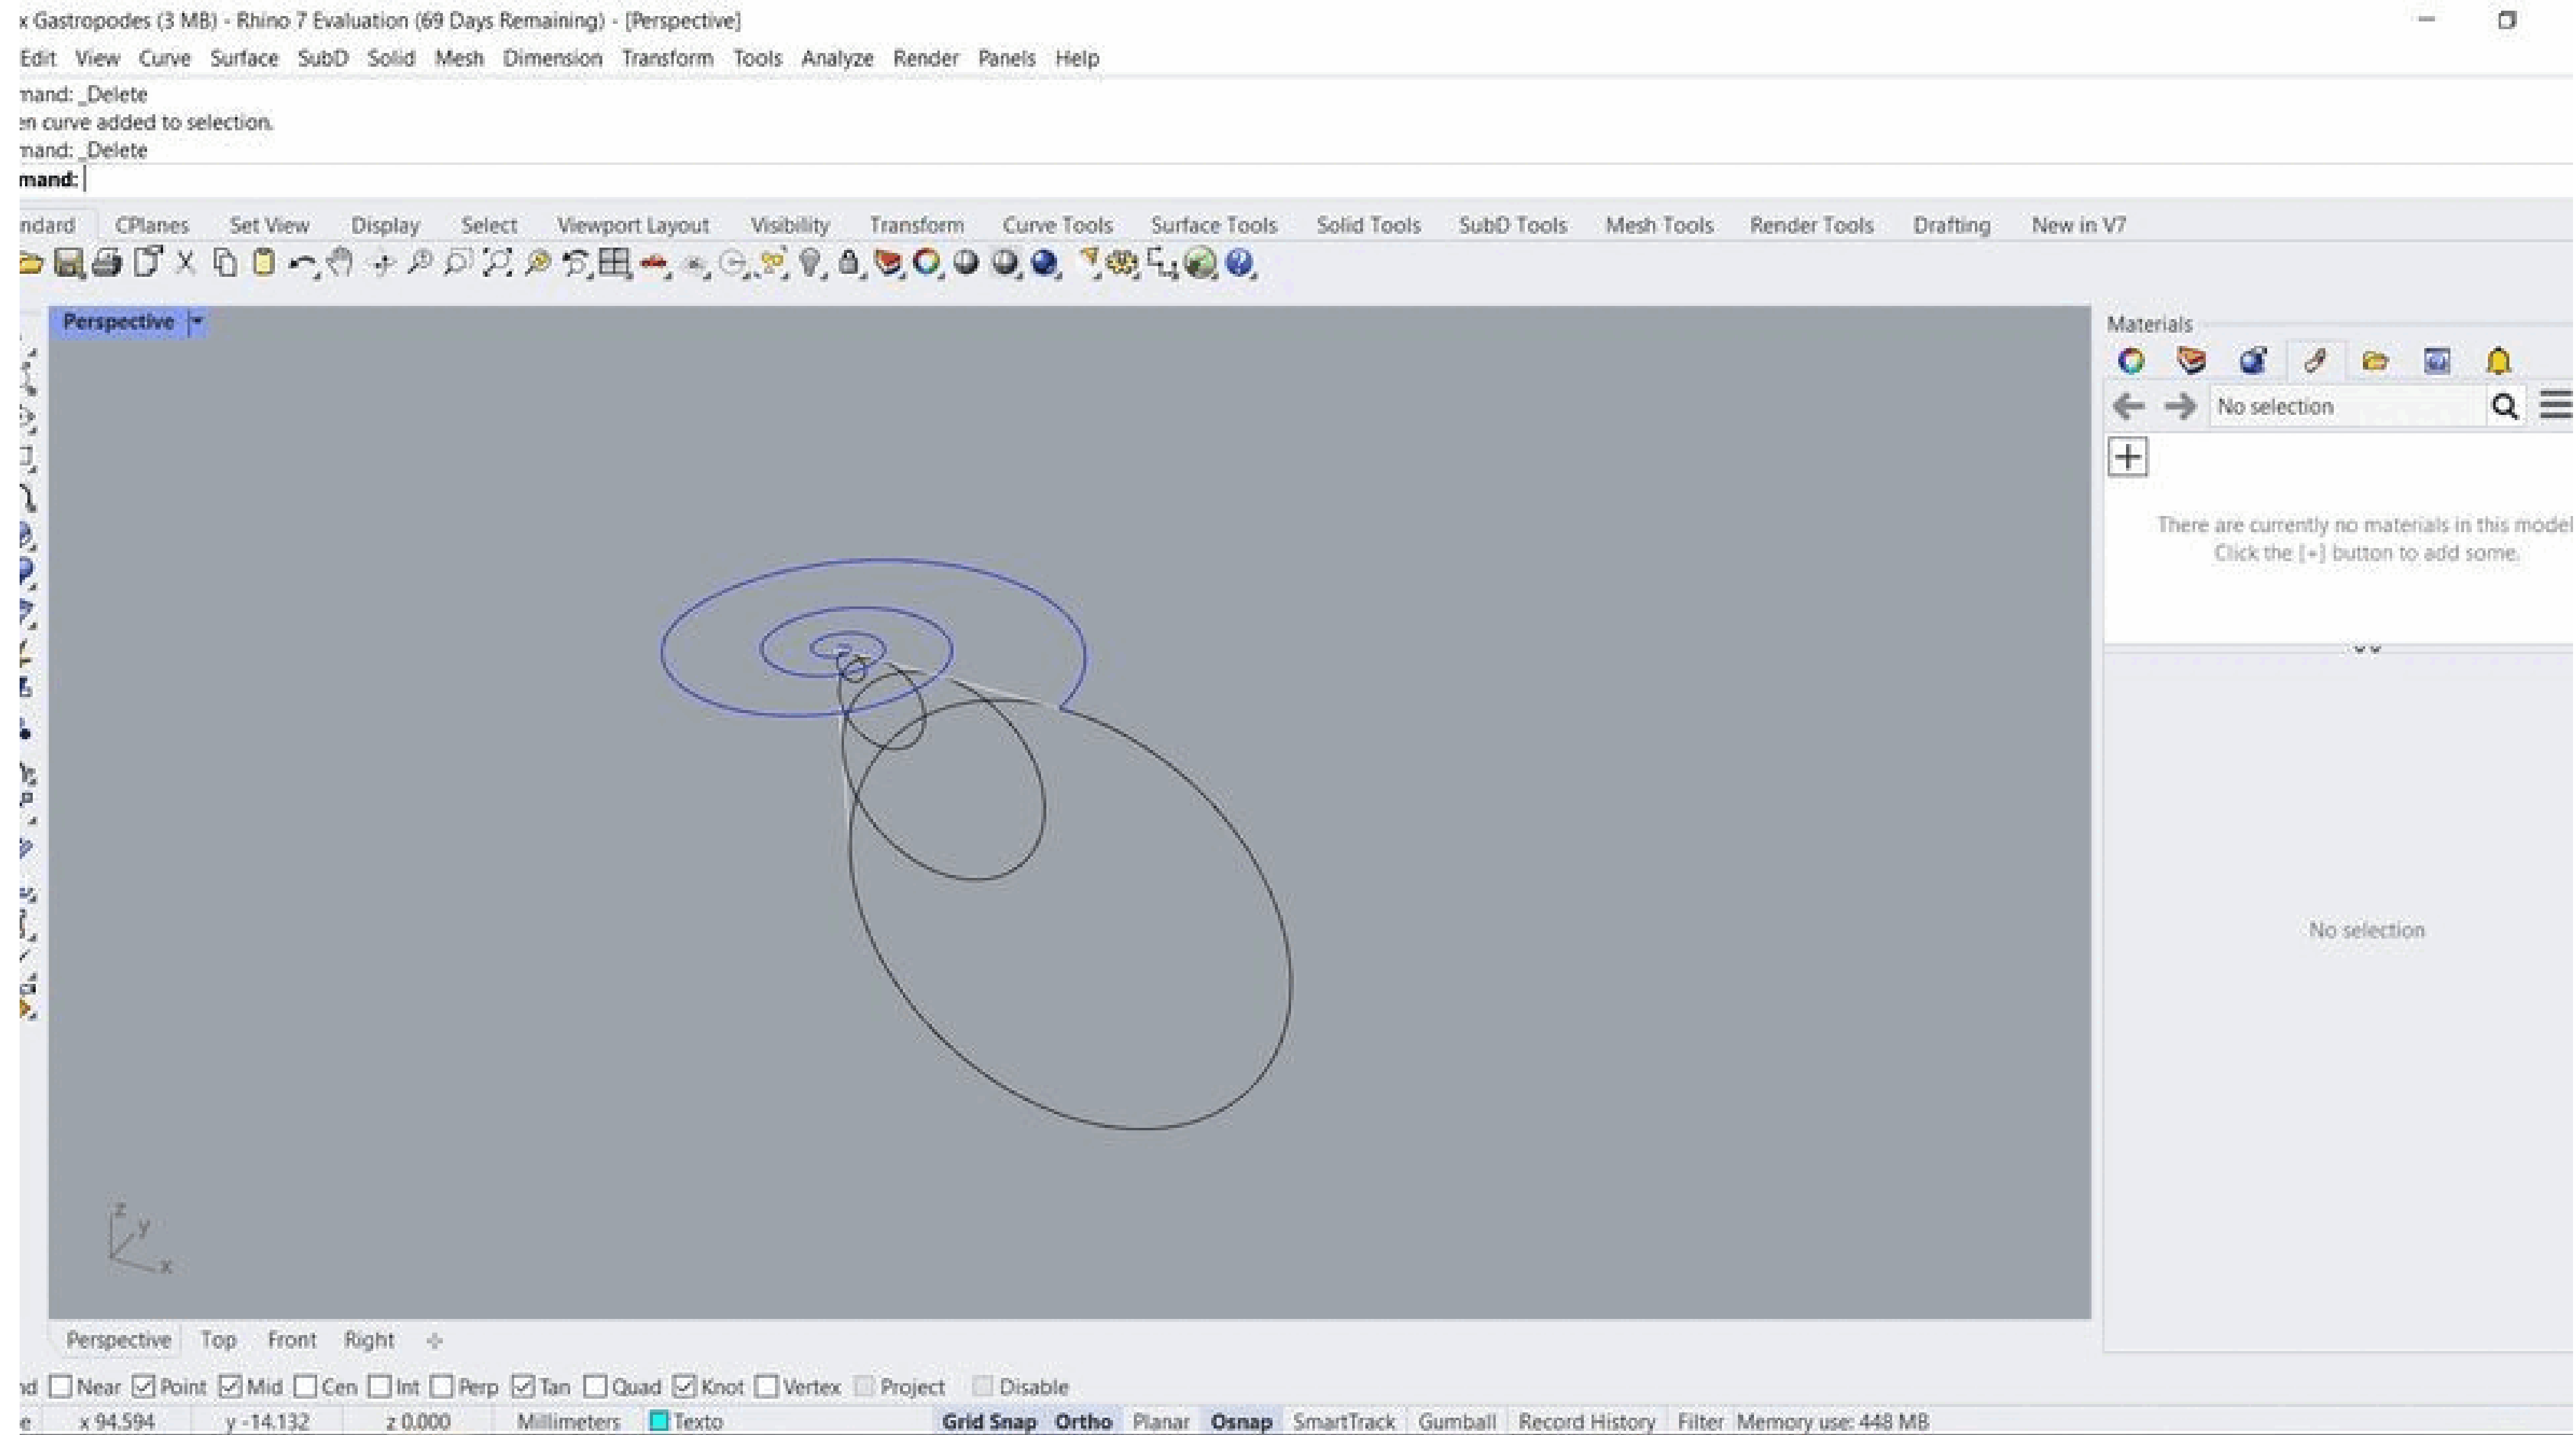 x Gastropodes (3 MB) - Rhino 7 Evaluation (69 Days Remaining) - [Perspective]
Edit View Curve Surface SubD Solid Mesh Dimension Transform Tools Analyze Render Panels Help
mand: _Delete
en curve added to selection.
mand: _Delete
mand:
ndard CPlanes Set View Display Select Viewport Layout Visibility Transform Curve Tools Surface Tools Solid Tools SubD Tools Mesh Tools Render Tools Drafting New in V7
Perspective
Materials
No selection
There are currently no materials in this model
Click the [+] button to add some.
No selection
z
y
x
Perspective Top Front Right
nd Near Point Mid Cen Int Perp Tan Quad Knot Vertex Project Disable
e x 94.594 y -14.132 z 0.000 Millimeters Texto Grid Snap Ortho Planar Osnap SmartTrack Gumball Record History Filter Memory use: 448 MB